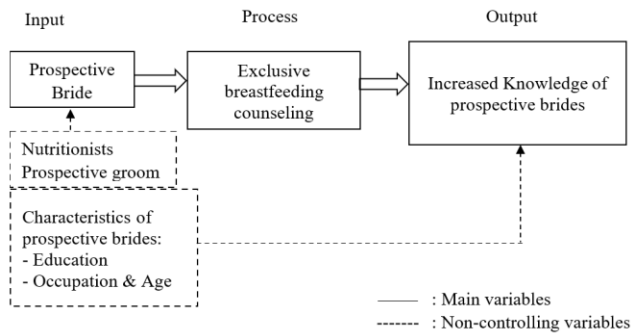 Input
Process
Output
Prospective
Bride
Exclusive
breastfeeding
counseling
Increased Knowledge of
prospective brides
Nutritionists
Prospective groom
Characteristics of
prospective brides:
- Education
- Occupation & Age
: Main variables
: Non-controlling variables